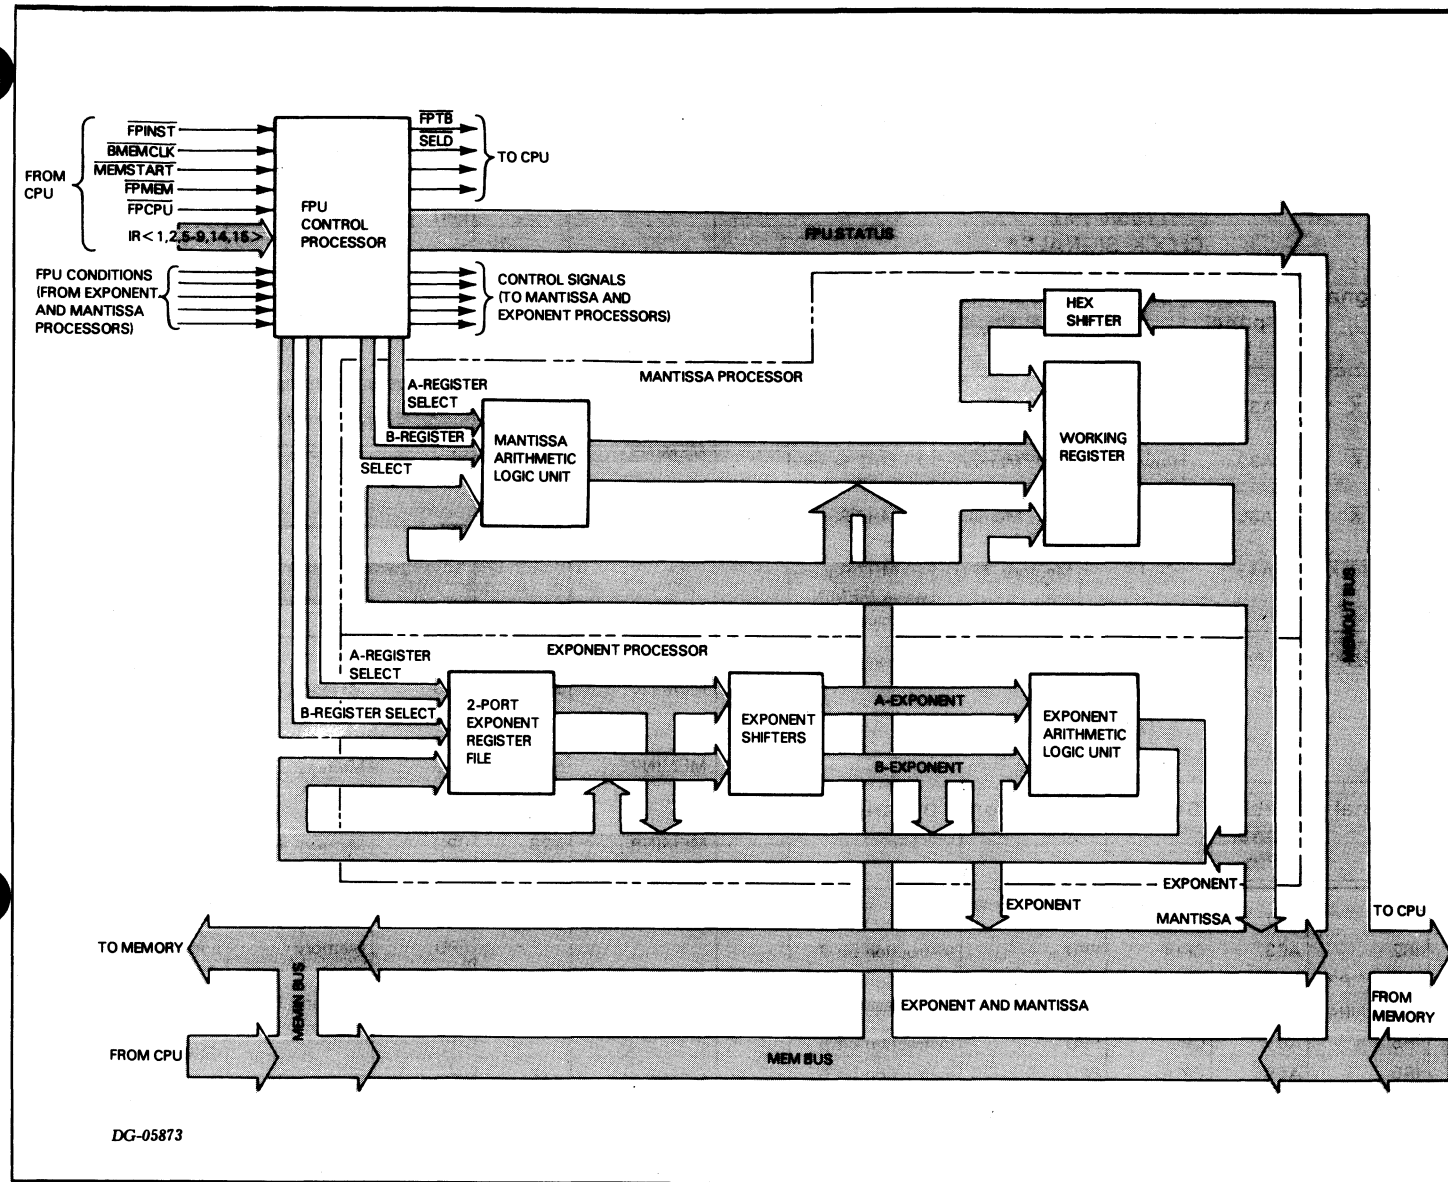 FPINST
BMEMCLK
MEMSTART
FPMEM
FPCPU
IR<1,2,5-9,14,15>
FROM
CPU
FPU CONDITIONS
(FROM EXPONENT
AND MANTISSA
PROCESSORS)
FPU
CONTROL
PROCESSOR
FPTB
SELD
TO CPU
FPU STATUS
CONTROL SIGNALS
(TO MANTISSA AND
EXPONENT PROCESSORS)
HEX
SHIFTER
MANTISSA PROCESSOR
A-REGISTER
SELECT
B-REGISTER
SELECT
MANTISSA
ARITHMETIC
LOGIC UNIT
WORKING
REGISTER
MEMOUT BUS
EXPONENT PROCESSOR
A-REGISTER
SELECT
B-REGISTER SELECT
2-PORT
EXPONENT
REGISTER
FILE
EXPONENT
SHIFTERS
A-EXPONENT
B-EXPONENT
EXPONENT
ARITHMETIC
LOGIC UNIT
EXPONENT
EXPONENT
MANTISSA
TO CPU
TO MEMORY
MEMIN BUS
EXPONENT AND MANTISSA
FROM
MEMORY
FROM CPU
MEM BUS
DG-05873